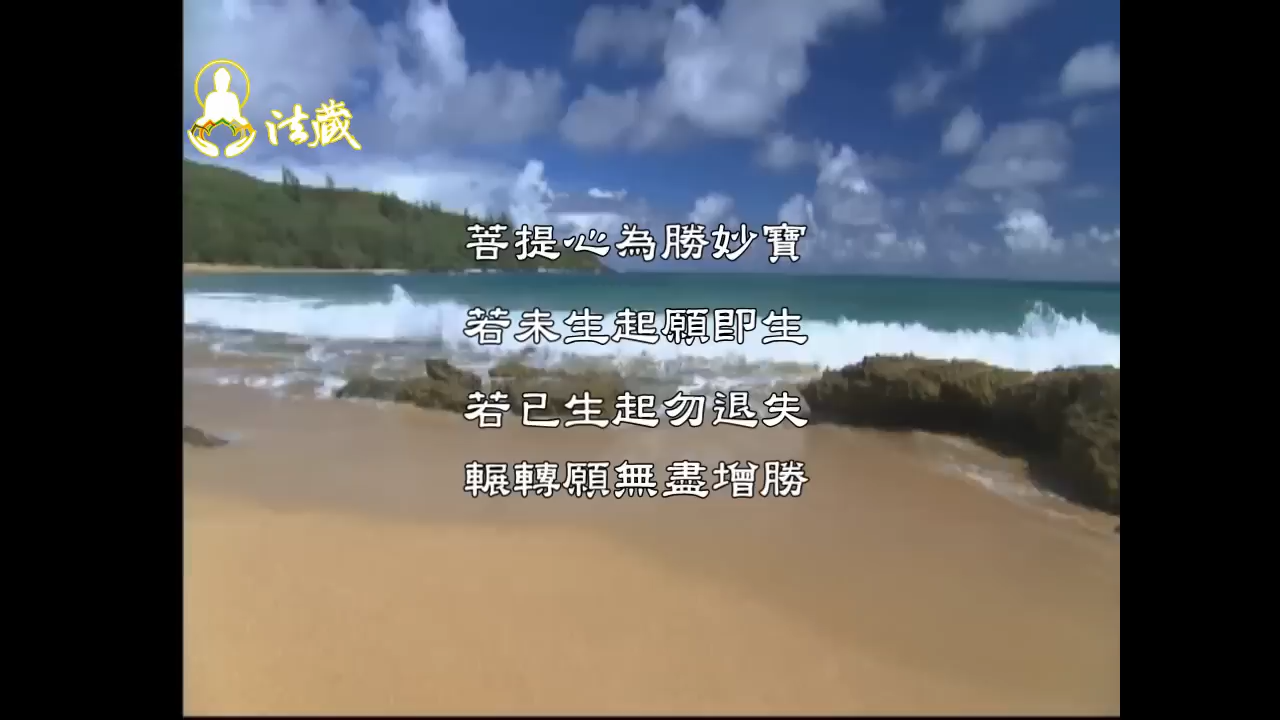 法藏
菩提心為勝妙寶
若未生起願即生
若已生起勿退失
輾轉願無盡增勝